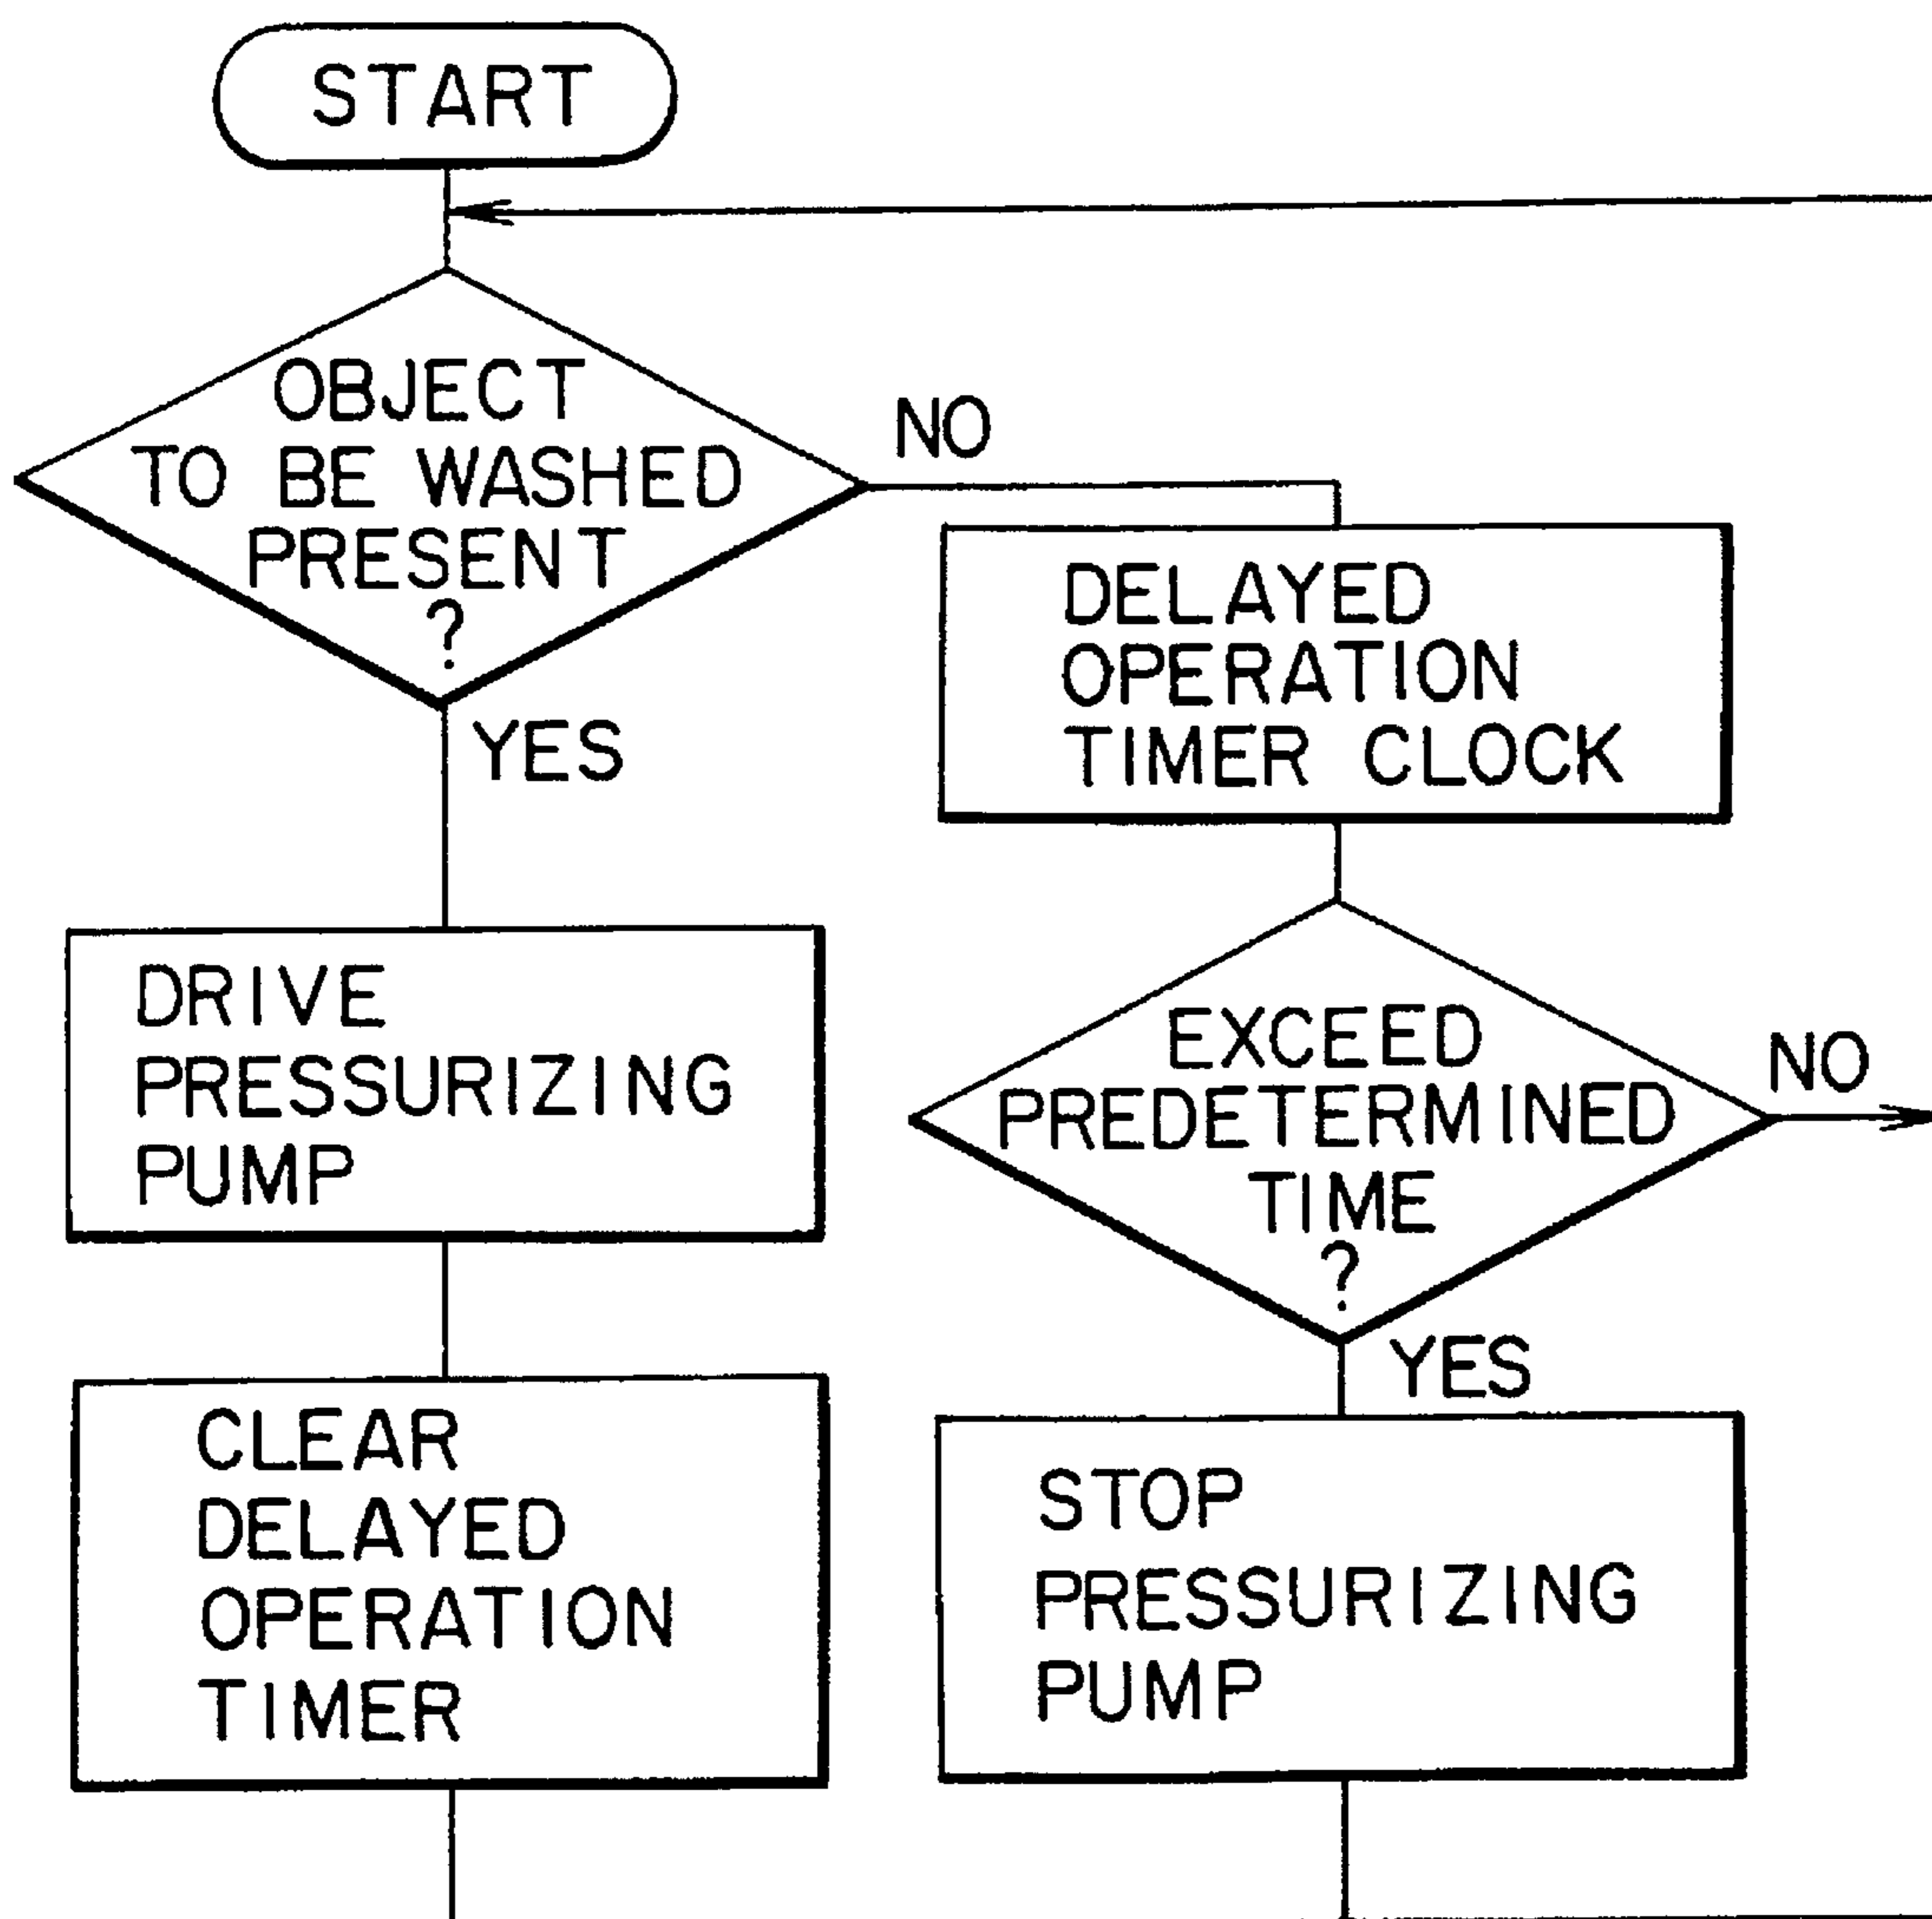 START
OBJECT
TO BE WASHED
PRESENT
?
NO
YES
DELAYED
OPERATION
TIMER CLOCK
DRIVE
PRESSURIZING
PUMP
EXCEED
PREDETERMINED
TIME
?
NO
YES
CLEAR
DELAYED
OPERATION
TIMER
STOP
PRESSURIZING
PUMP